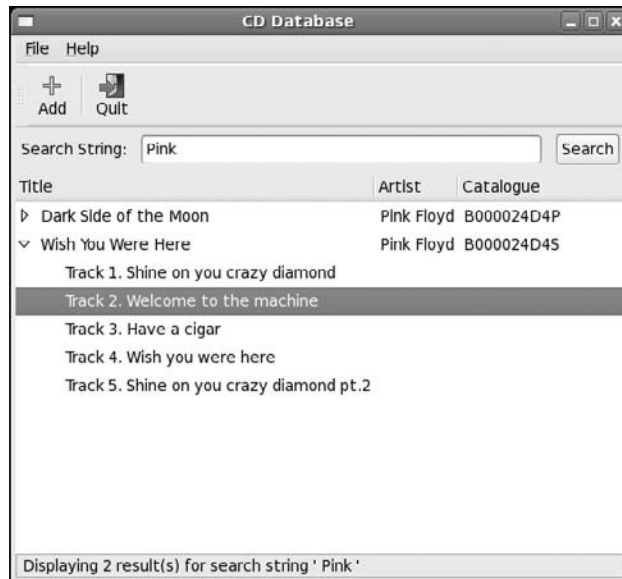 CD Database
File Help
Add Quit
Search String: Pink Search
Title Artist Catalogue
Dark Side of the Moon Pink Floyd B000024D4P
Wish You Were Here Pink Floyd B000024D4S
Track 1. Shine on you crazy diamond
Track 2. Welcome to the machine
Track 3. Have a cigar
Track 4. Wish you were here
Track 5. Shine on you crazy diamond pt.2
Displaying 2 result(s) for search string ' Pink '